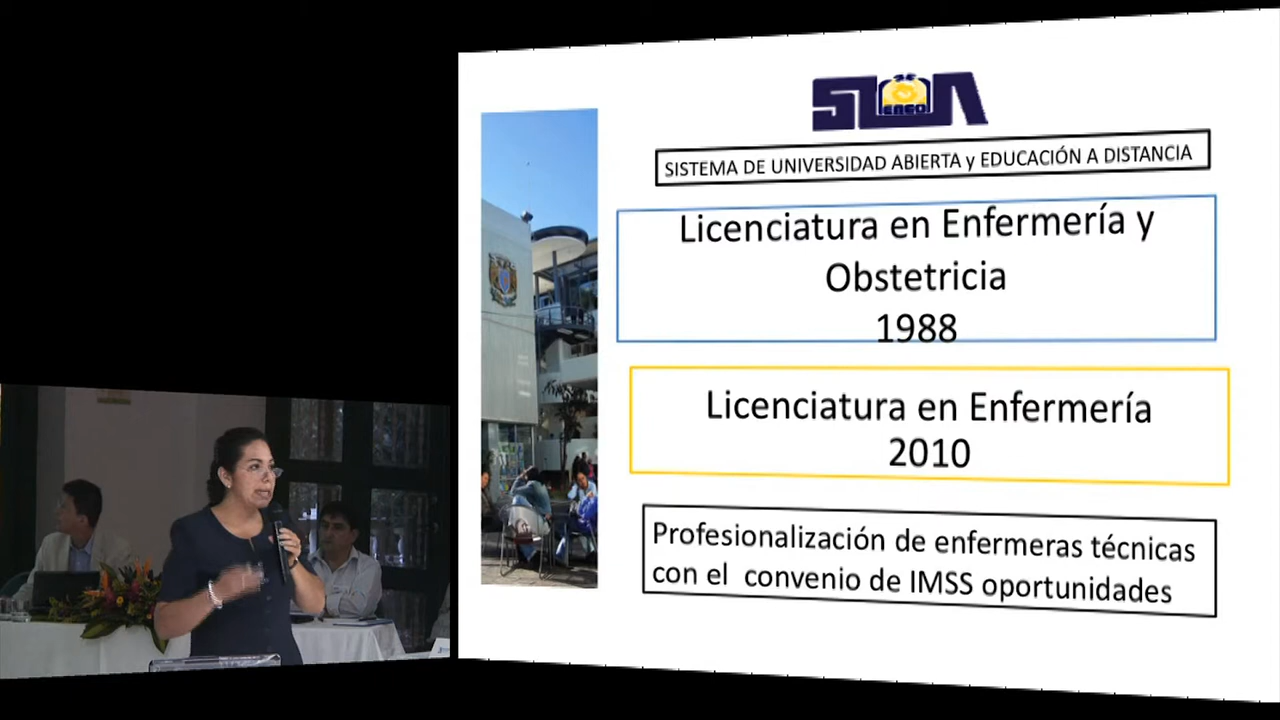 SUA
ENEO
SISTEMA DE UNIVERSIDAD ABIERTA y EDUCACIÓN A DISTANCIA
Licenciatura en Enfermería y
Obstetricia
1988
Licenciatura en Enfermería
2010
Profesionalización de enfermeras técnicas
con el convenio de IMSS oportunidades